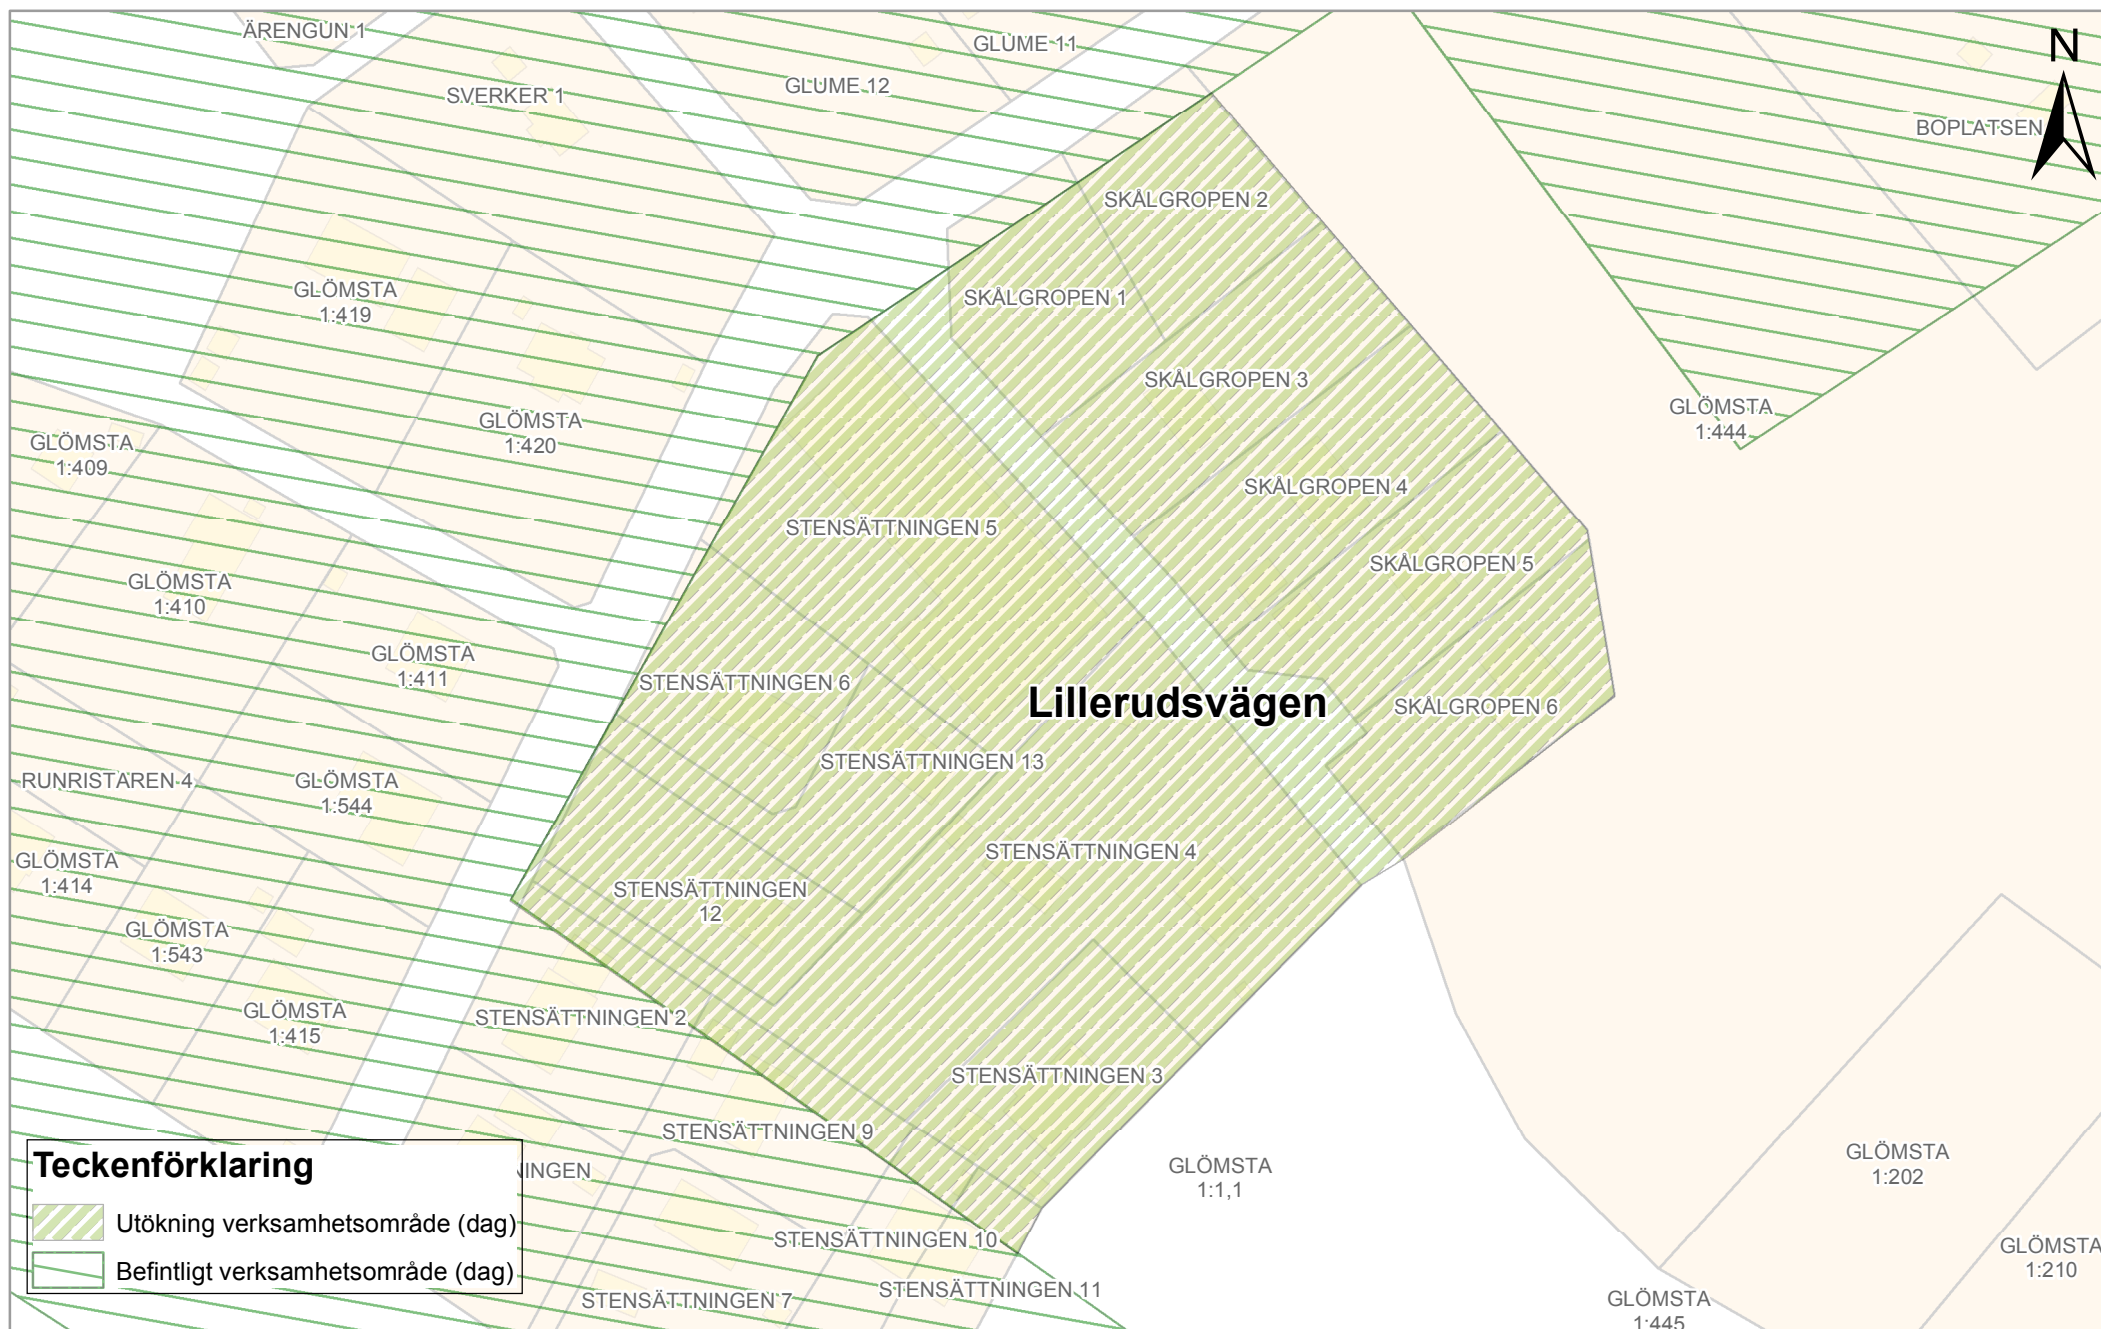 ÄRENGUN 1
GLUME 11
N
GLUME 12
SVERKER 1
BOPLATSEN
SKÅLGROPEN 2
GLÖMSTA
1:419
SKÅLGROPEN 1
SKÅLGROPEN 3
GLÖMSTA
1:444
GLÖMSTA
1:420
GLÖMSTA
1:409
SKÅLGROPEN 4
STENSÄTTNINGEN 5
SKÅLGROPEN 5
GLÖMSTA
1:410
GLÖMSTA
1:411
STENSÄTTNINGEN 6
Lillerudsvägen
SKÅLGROPEN 6
STENSÄTTNINGEN 13
RUNRISTAREN 4
GLÖMSTA
1:544
STENSÄTTNINGEN 4
GLÖMSTA
1:414
STENSÄTTNINGEN
12
GLÖMSTA
1:543
GLÖMSTA
1:415
STENSÄTTNINGEN 2
STENSÄTTNINGEN 3
STENSÄTTNINGEN 9
GLÖMSTA
1:1,1
GLÖMSTA
1:202
NINGEN
STENSÄTTNINGEN 10
GLÖMSTA
1:210
STENSÄTTNINGEN 11
STENSÄTTNINGEN 7
GLÖMSTA
1:445
Teckenförklaring
Utökning verksamhetsområde (dag)
Befintligt verksamhetsområde (dag)